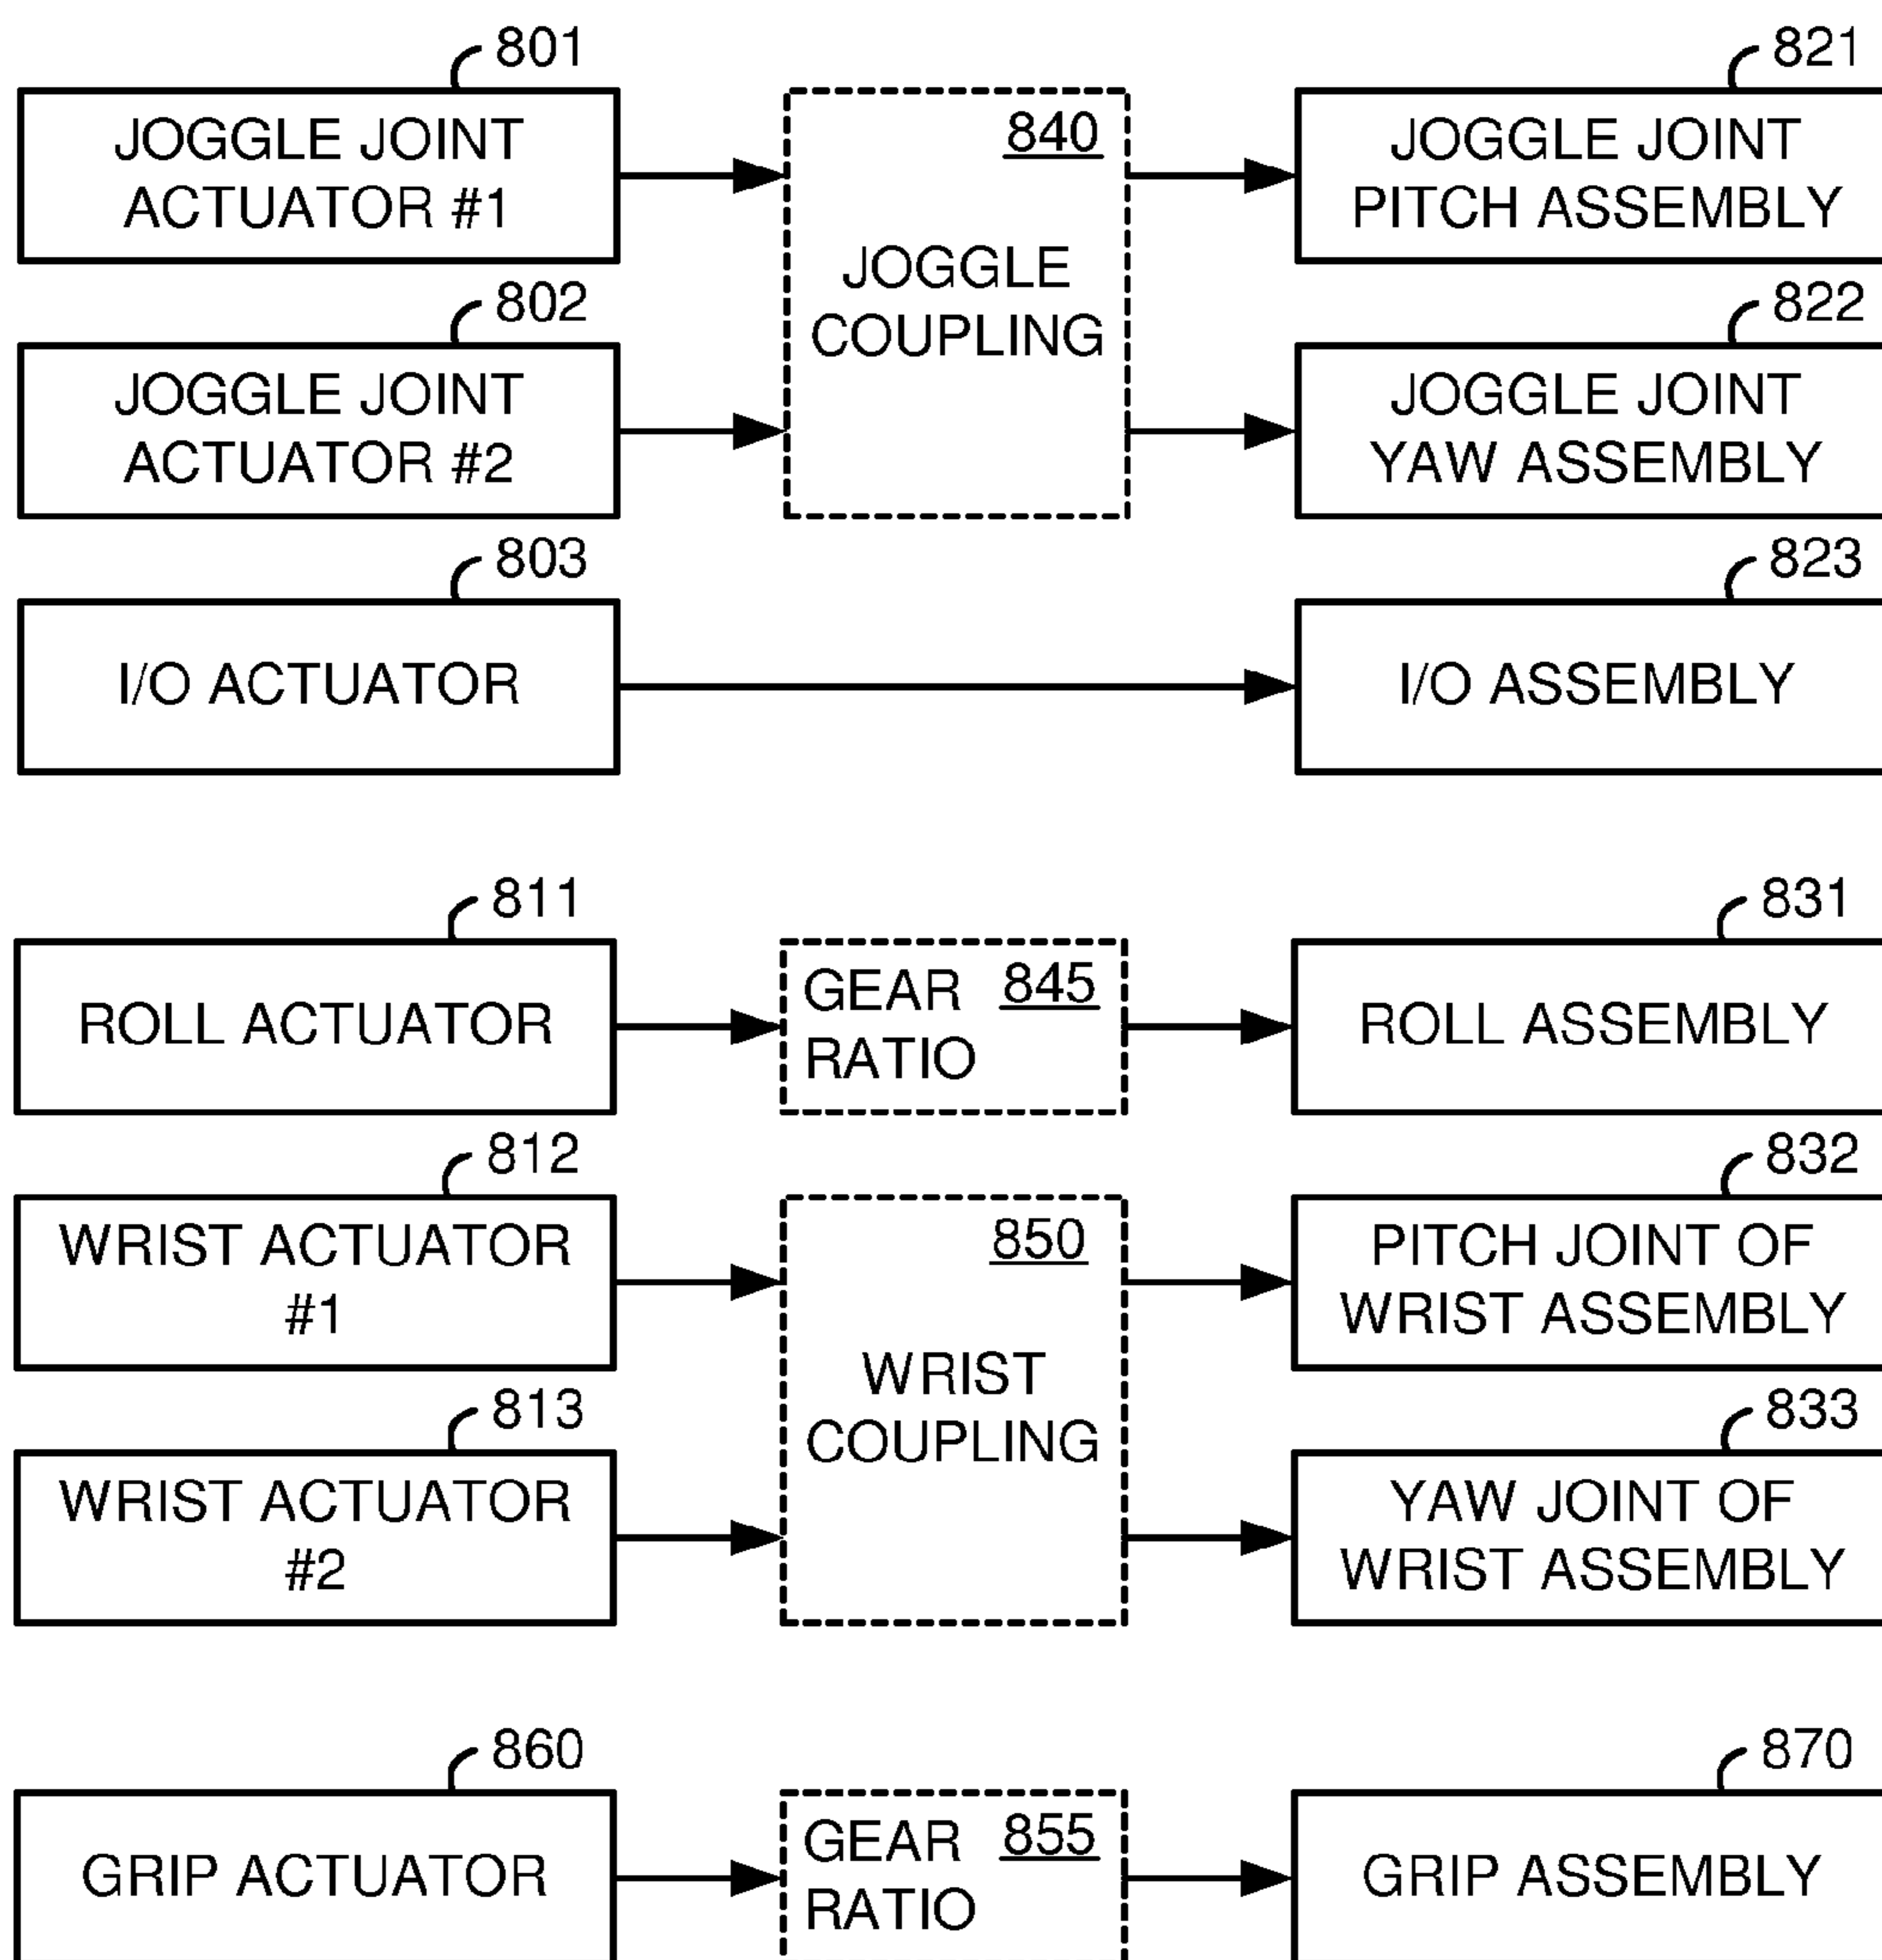 801
821
JOGGLE JOINT
ACTUATOR #1
840
JOGGLE JOINT
PITCH ASSEMBLY
JOGGLE
COUPLING
802
822
JOGGLE JOINT
ACTUATOR #2
JOGGLE JOINT
YAW ASSEMBLY
803
823
I/O ACTUATOR
I/O ASSEMBLY
811
831
ROLL ACTUATOR
GEAR 845
RATIO
ROLL ASSEMBLY
812
832
WRIST ACTUATOR
#1
850
PITCH JOINT OF
WRIST ASSEMBLY
WRIST
COUPLING
813
833
WRIST ACTUATOR
#2
YAW JOINT OF
WRIST ASSEMBLY
860
870
GRIP ACTUATOR
GEAR 855
RATIO
GRIP ASSEMBLY